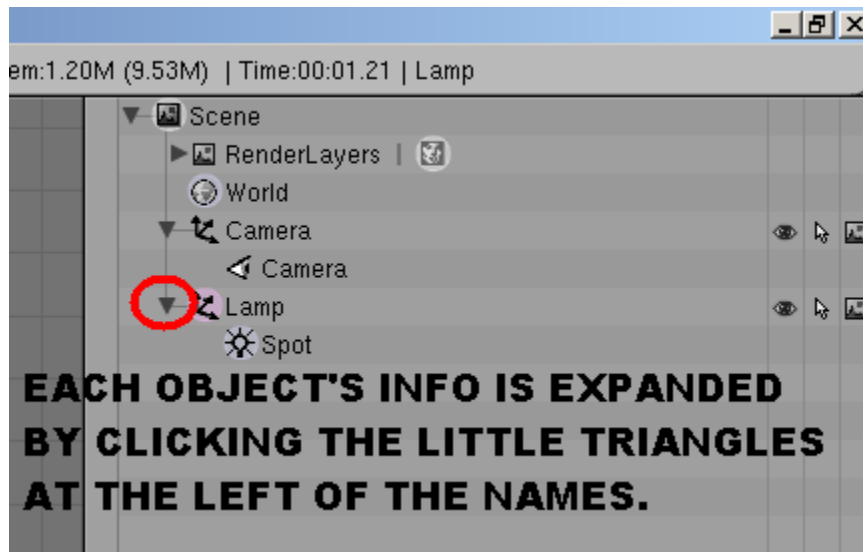 em:1.20M (9.53M) | Time:00:01.21 | Lamp
Scene
RenderLayers |
World
Camera
Camera
Lamp
Spot
EACH OBJECT'S INFO IS EXPANDED
BY CLICKING THE LITTLE TRIANGLES
AT THE LEFT OF THE NAMES.